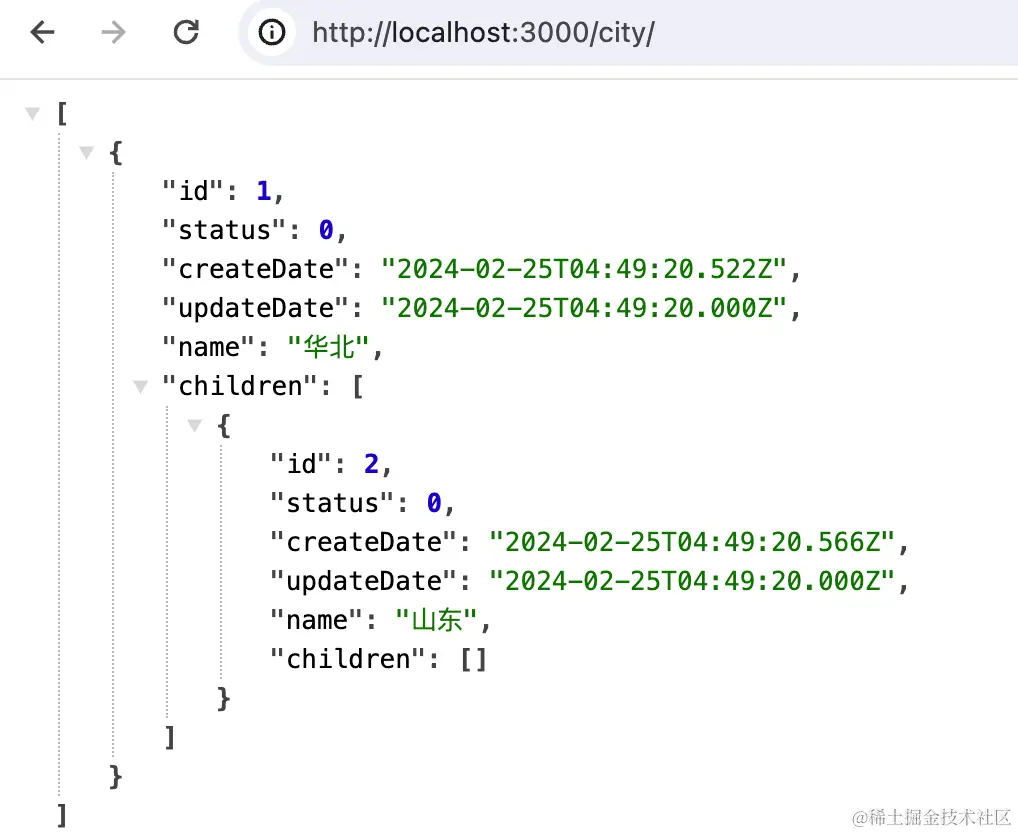 http://localhost:3000/city/
[
{
"id": 1,
"status": 0,
"createDate": "2024-02-25T04:49:20.522Z",
"updateDate": "2024-02-25T04:49:20.000Z",
"name": "华北",
"children": [
{
"id": 2,
"status": 0,
"createDate": "2024-02-25T04:49:20.566Z",
"updateDate": "2024-02-25T04:49:20.000Z",
"name": "山东",
"children": []
}
]
}
]
@稀土掘金技术社区